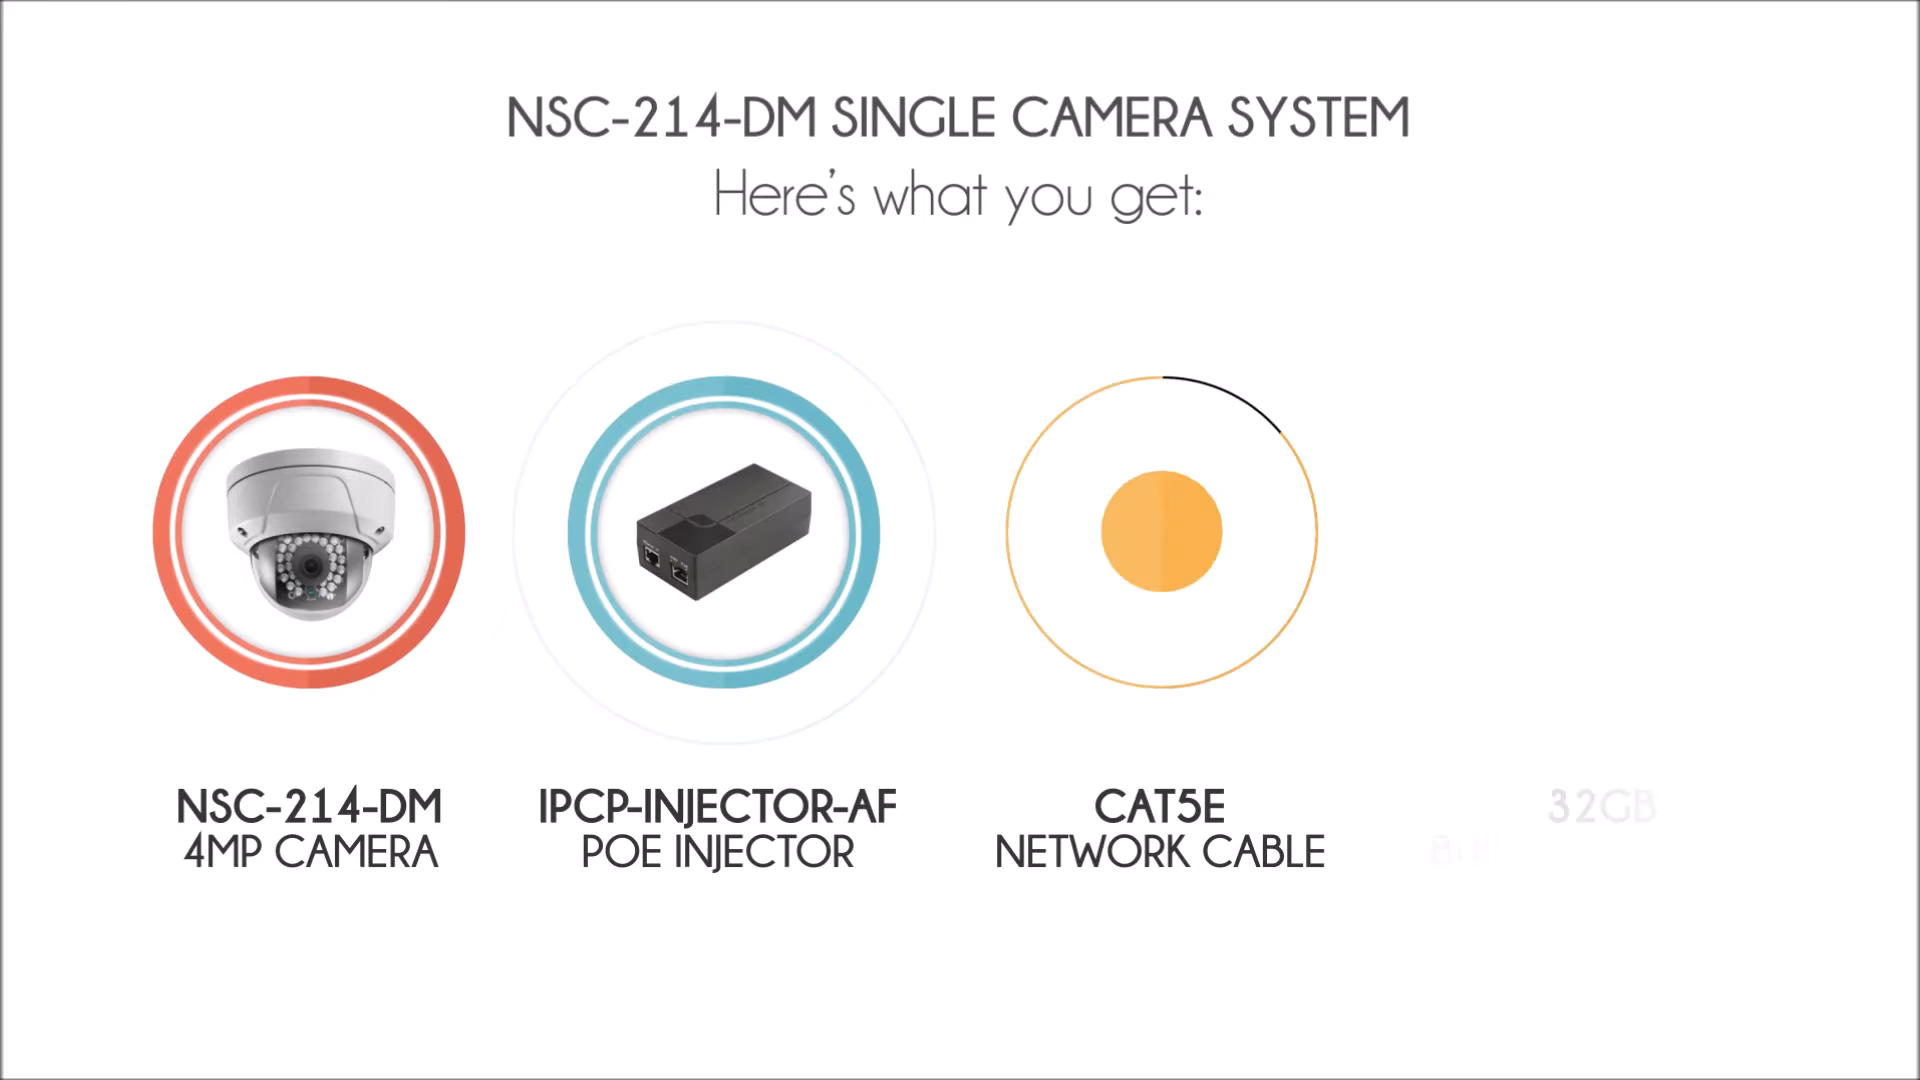 NSC-214-DM SINGLE CAMERA SYSTEM
Here's what you get:
NSC-214-DM
4MP CAMERA
IPCP-INJECTOR-AF
POE INJECTOR
CAT5E
NETWORK CABLE
32GB